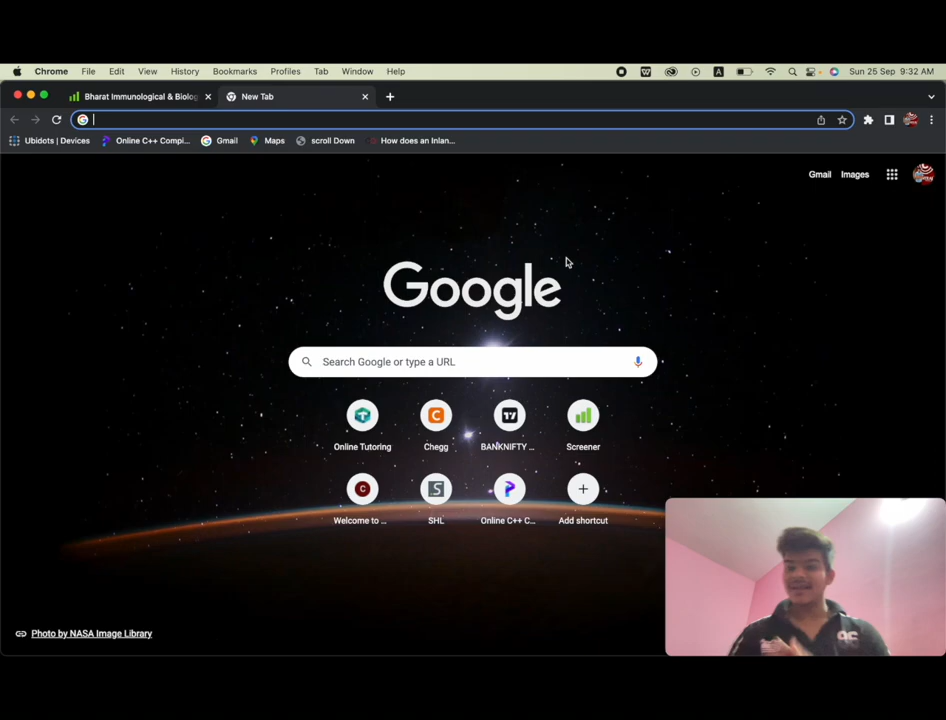 Chrome File Edit View History Bookmarks Profiles Tab Window Help A Sun 25 Sep 9:32 AM
Bharat Immunological & Biolog New Tab
Ubidots | Devices Online C++ Compi... Gmail Maps scroll Down How does an Inlan...
Gmail Images
Google
Search Google or type a URL
Online Tutoring Chegg BANKNIFTY ... Screener
Welcome to ... SHL Online C++ C... Add shortcut
Photo by NASA Image Library